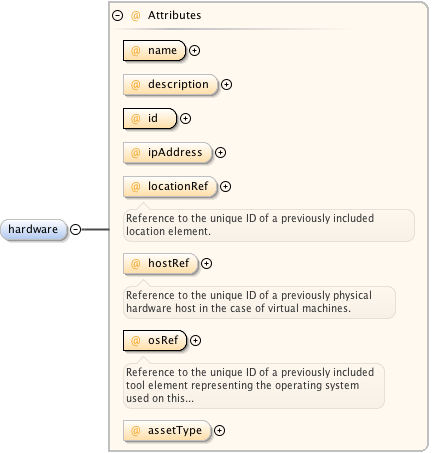 @ Attributes
@ name
@ description
@ id
@ ipAddress
@ locationRef
Reference to the unique ID of a previously included
location element.
hardware
@ hostRef
Reference to the unique ID of a previously physical
hardware host in the case of virtual machines.
@ osRef
Reference to the unique ID of a previously included
tool element representing the operating system
used on this...
@ assetType